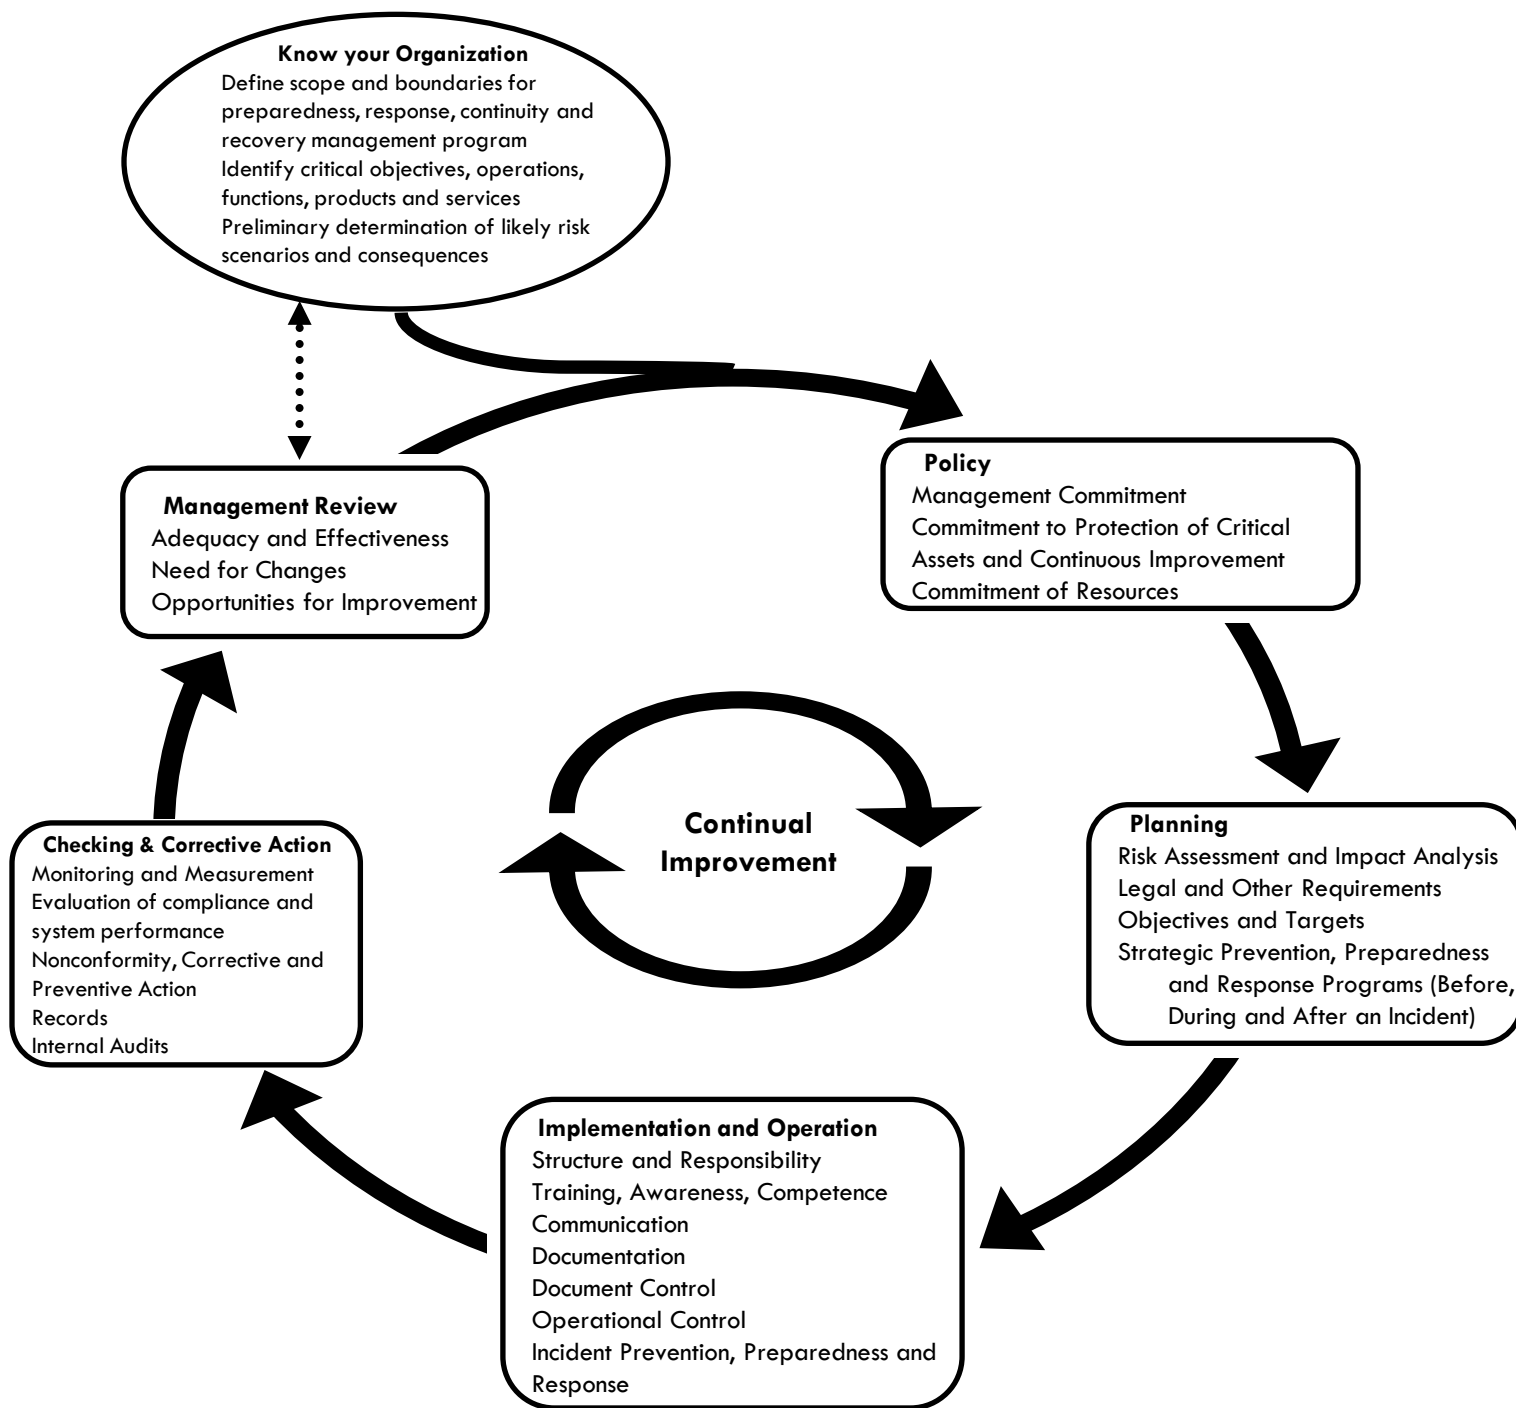 Know your Organization
Define scope and boundaries for
preparedness, response, continuity and
recovery management program
Identify critical objectives, operations,
functions, products and services
Preliminary determination of likely risk
scenarios and consequences
Policy
Management Commitment
Commitment to Protection of Critical
Assets and Continuous Improvement
Commitment of Resources
Management Review
Adequacy and Effectiveness
Need for Changes
Opportunities for Improvement
Continual
Improvement
Planning
Risk Assessment and Impact Analysis
Legal and Other Requirements
Objectives and Targets
Strategic Prevention, Preparedness
and Response Programs (Before,
During and After an Incident)
Checking & Corrective Action
Monitoring and Measurement
Evaluation of compliance and
system performance
Nonconformity, Corrective and
Preventive Action
Records
Internal Audits
Implementation and Operation
Structure and Responsibility
Training, Awareness, Competence
Communication
Documentation
Document Control
Operational Control
Incident Prevention, Preparedness and
Response